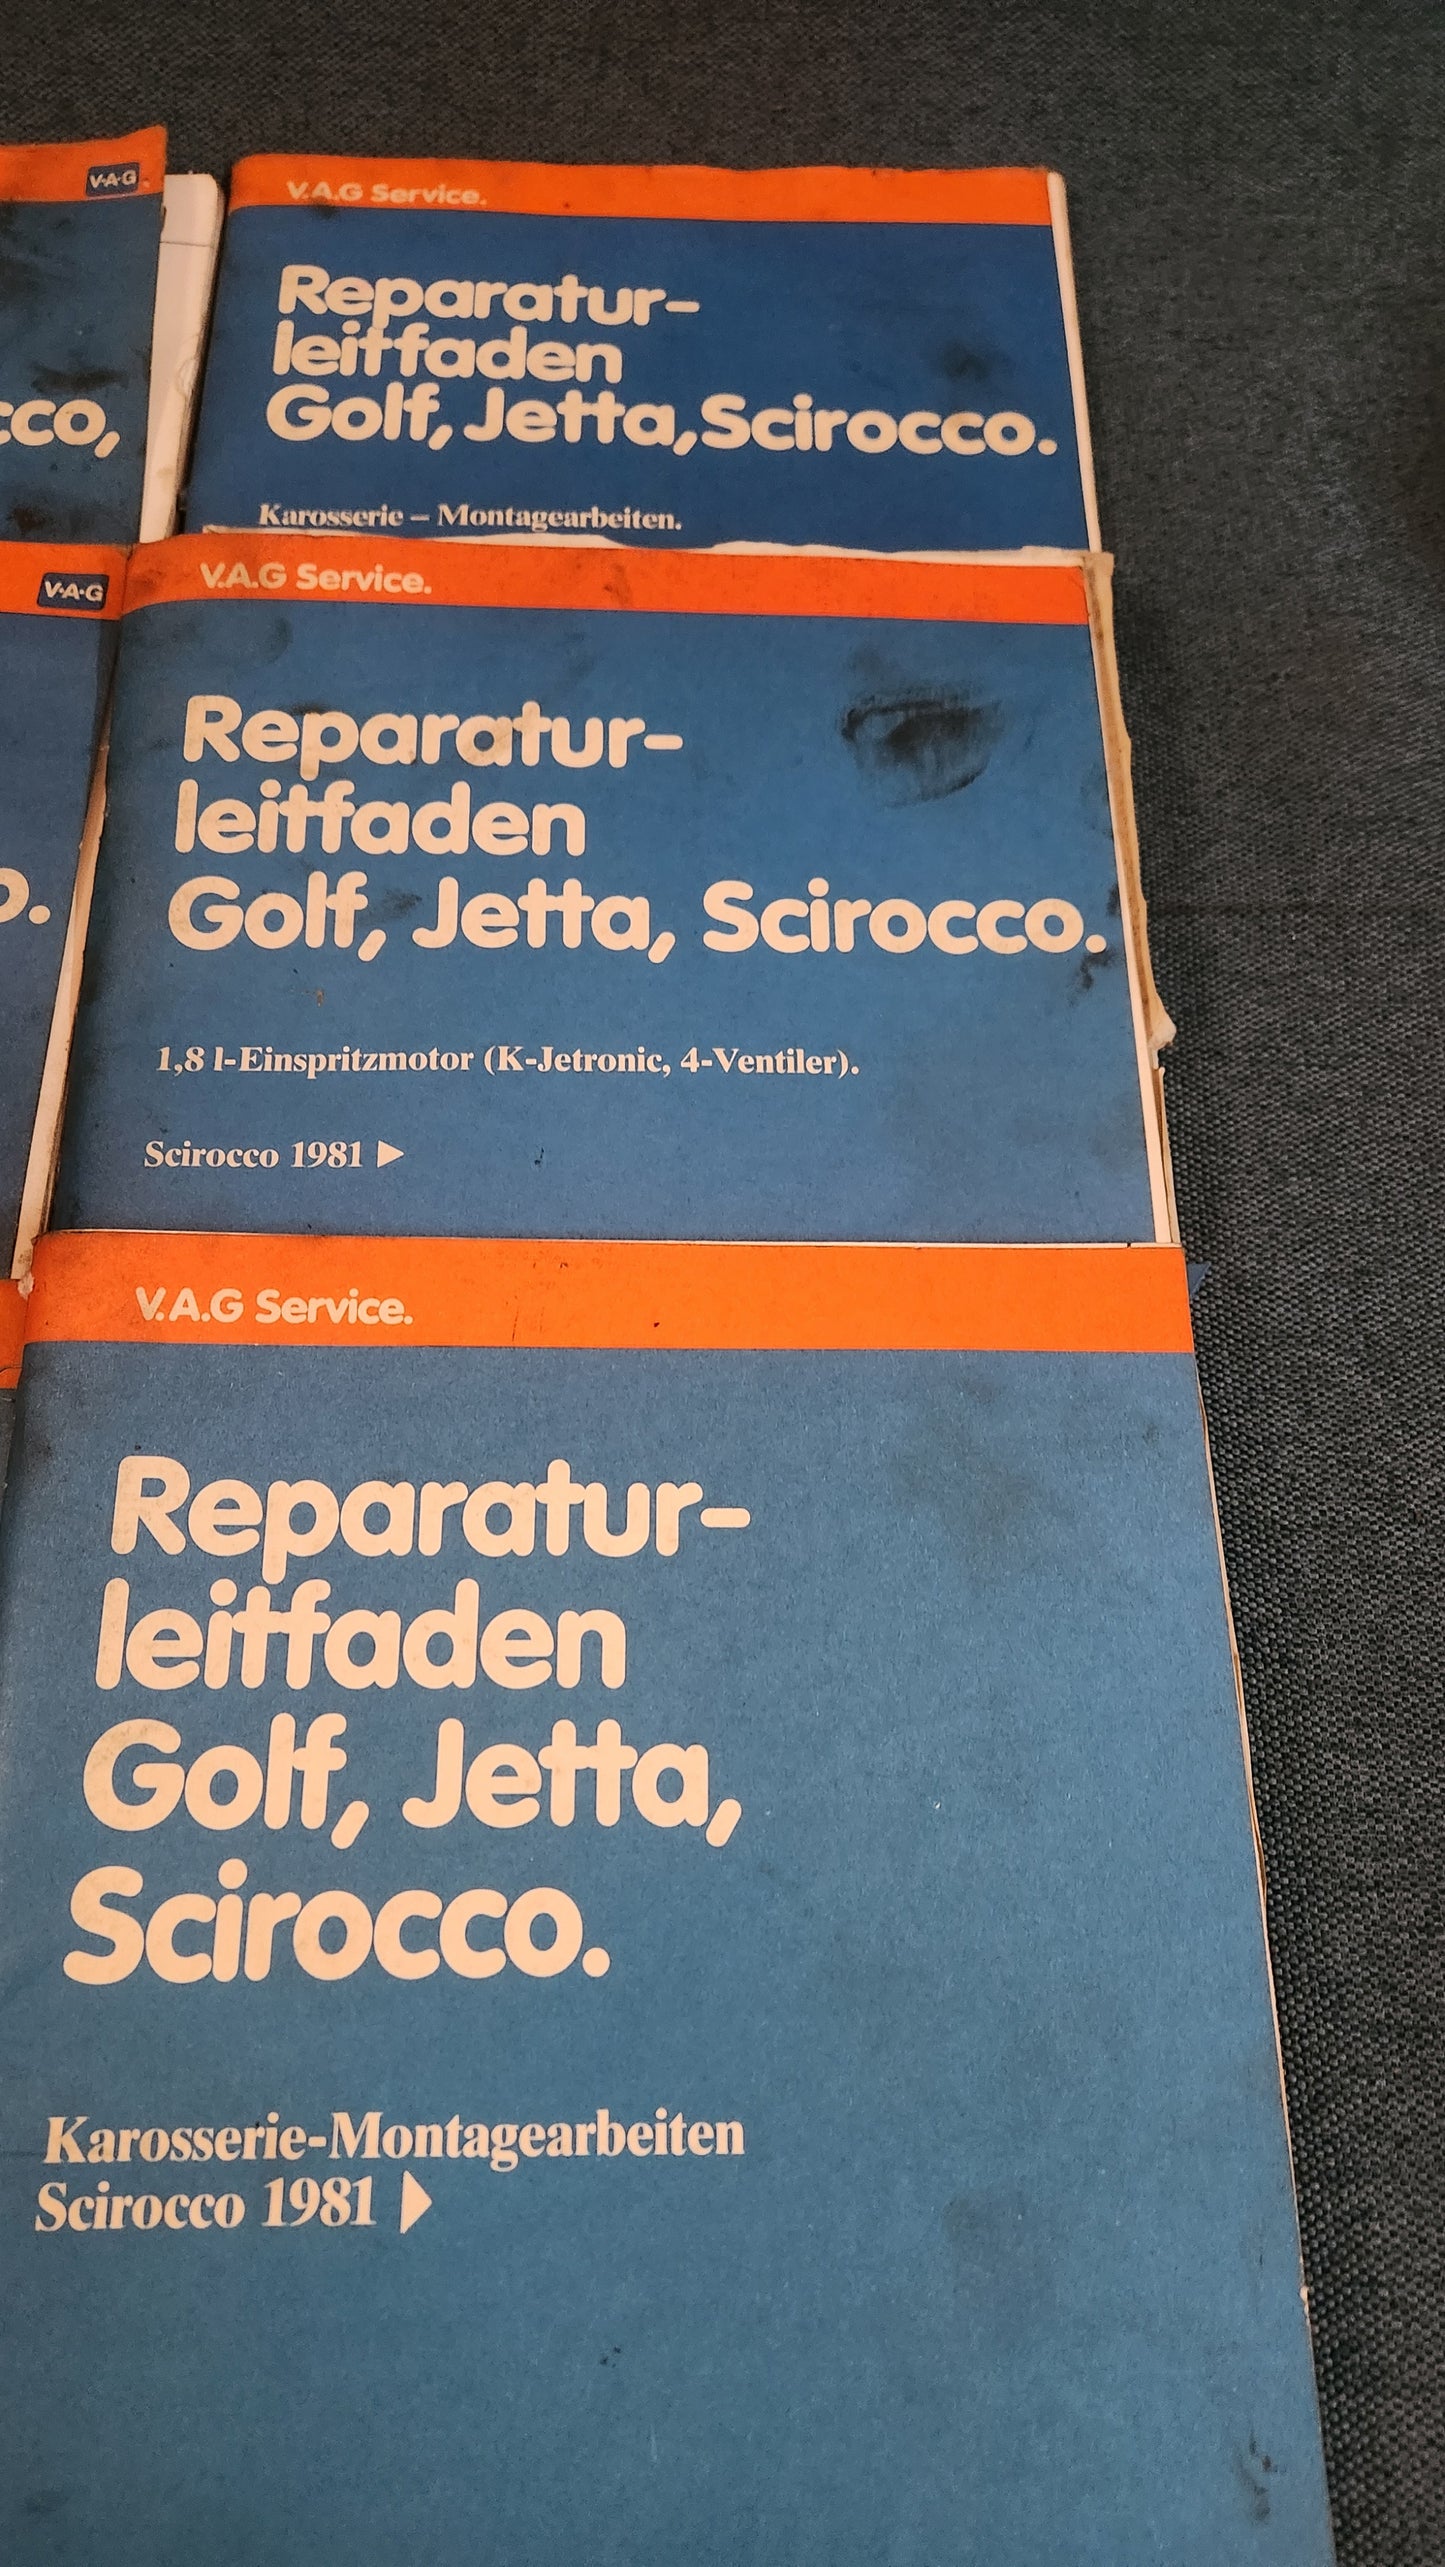 V·A·G
cco,
V.A.G Service.
Reparatur-
leitfaden
Golf, Jetta, Scirocco.
Karosserie – Montagearbeiten.
V·A·G
o.
V.A.G Service.
Reparatur-
leitfaden
Golf, Jetta, Scirocco.
1,8 l-Einspritzmotor (K-Jetronic, 4-Ventiler).
Scirocco 1981 ▶
V.A.G Service.
Reparatur-
leitfaden
Golf, Jetta,
Scirocco.
Karosserie-Montagearbeiten
Scirocco 1981 ▶